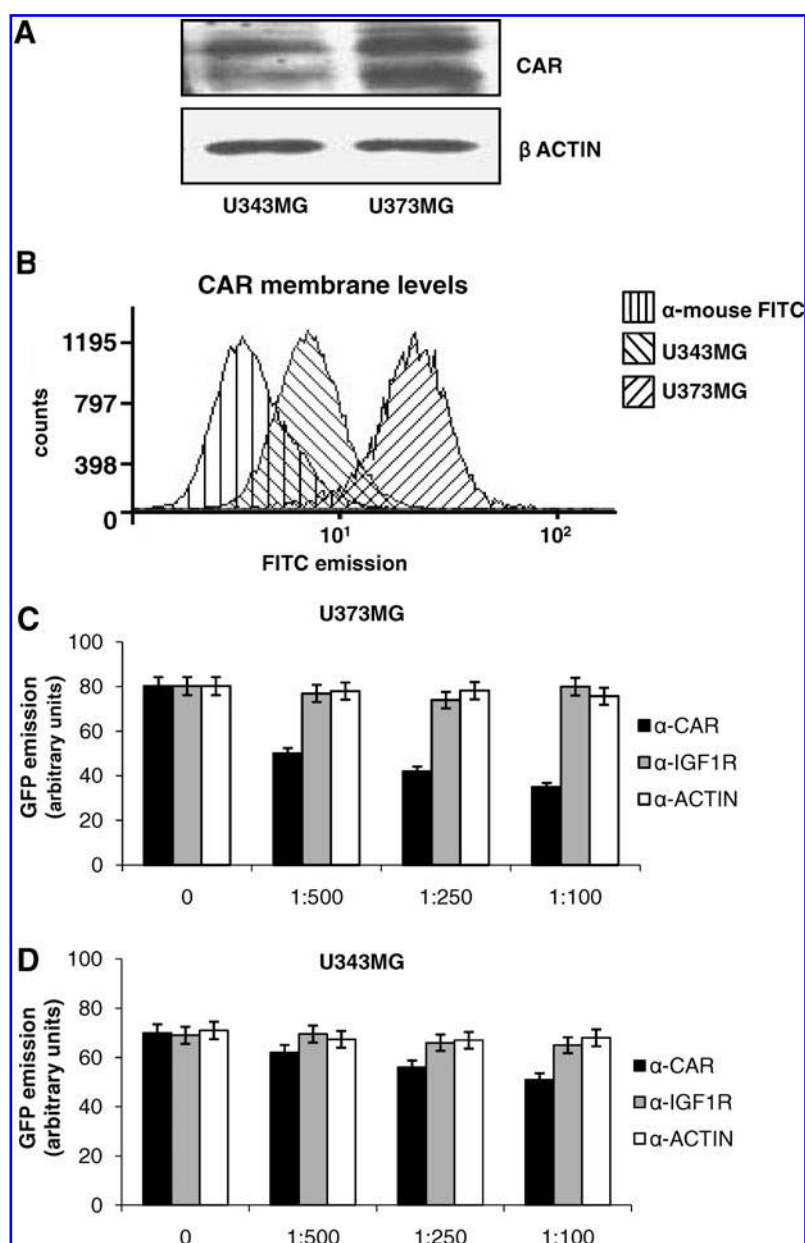 A
CAR
β ACTIN
U343MG U373MG
B
CAR membrane levels
1195
797
398
0
counts
10¹ 10²
FITC emission
α-mouse FITC
U343MG
U373MG
C
U373MG
100
80
60
40
20
0
GFP emission
(arbitrary units)
0 1:500 1:250 1:100
α-CAR
α-IGF1R
α-ACTIN
D
U343MG
100
80
60
40
20
0
GFP emission
(arbitrary units)
0 1:500 1:250 1:100
α-CAR
α-IGF1R
α-ACTIN